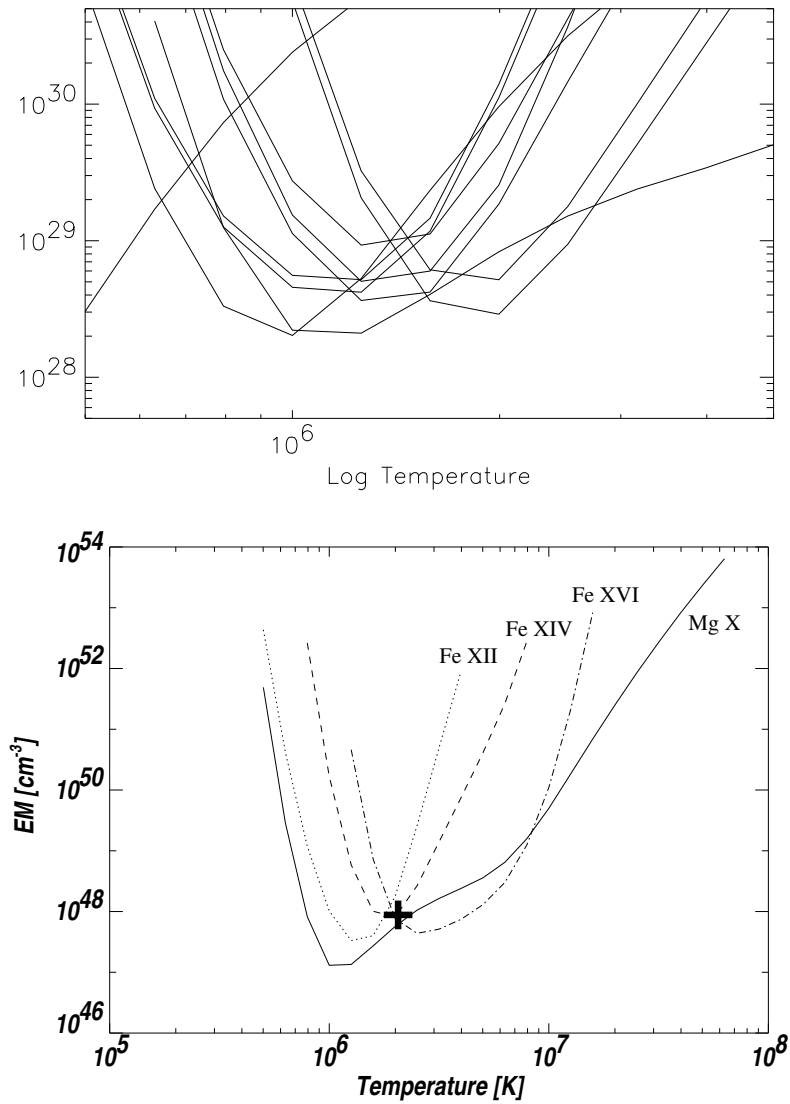 10^30
10^29
10^28
10^6
Log Temperature
10^54
Fe XVI
Fe XIV
Mg X
Fe XII
10^52
10^50
10^48
10^46
EM [cm^-3]
10^5 10^6 10^7 10^8
Temperature [K]